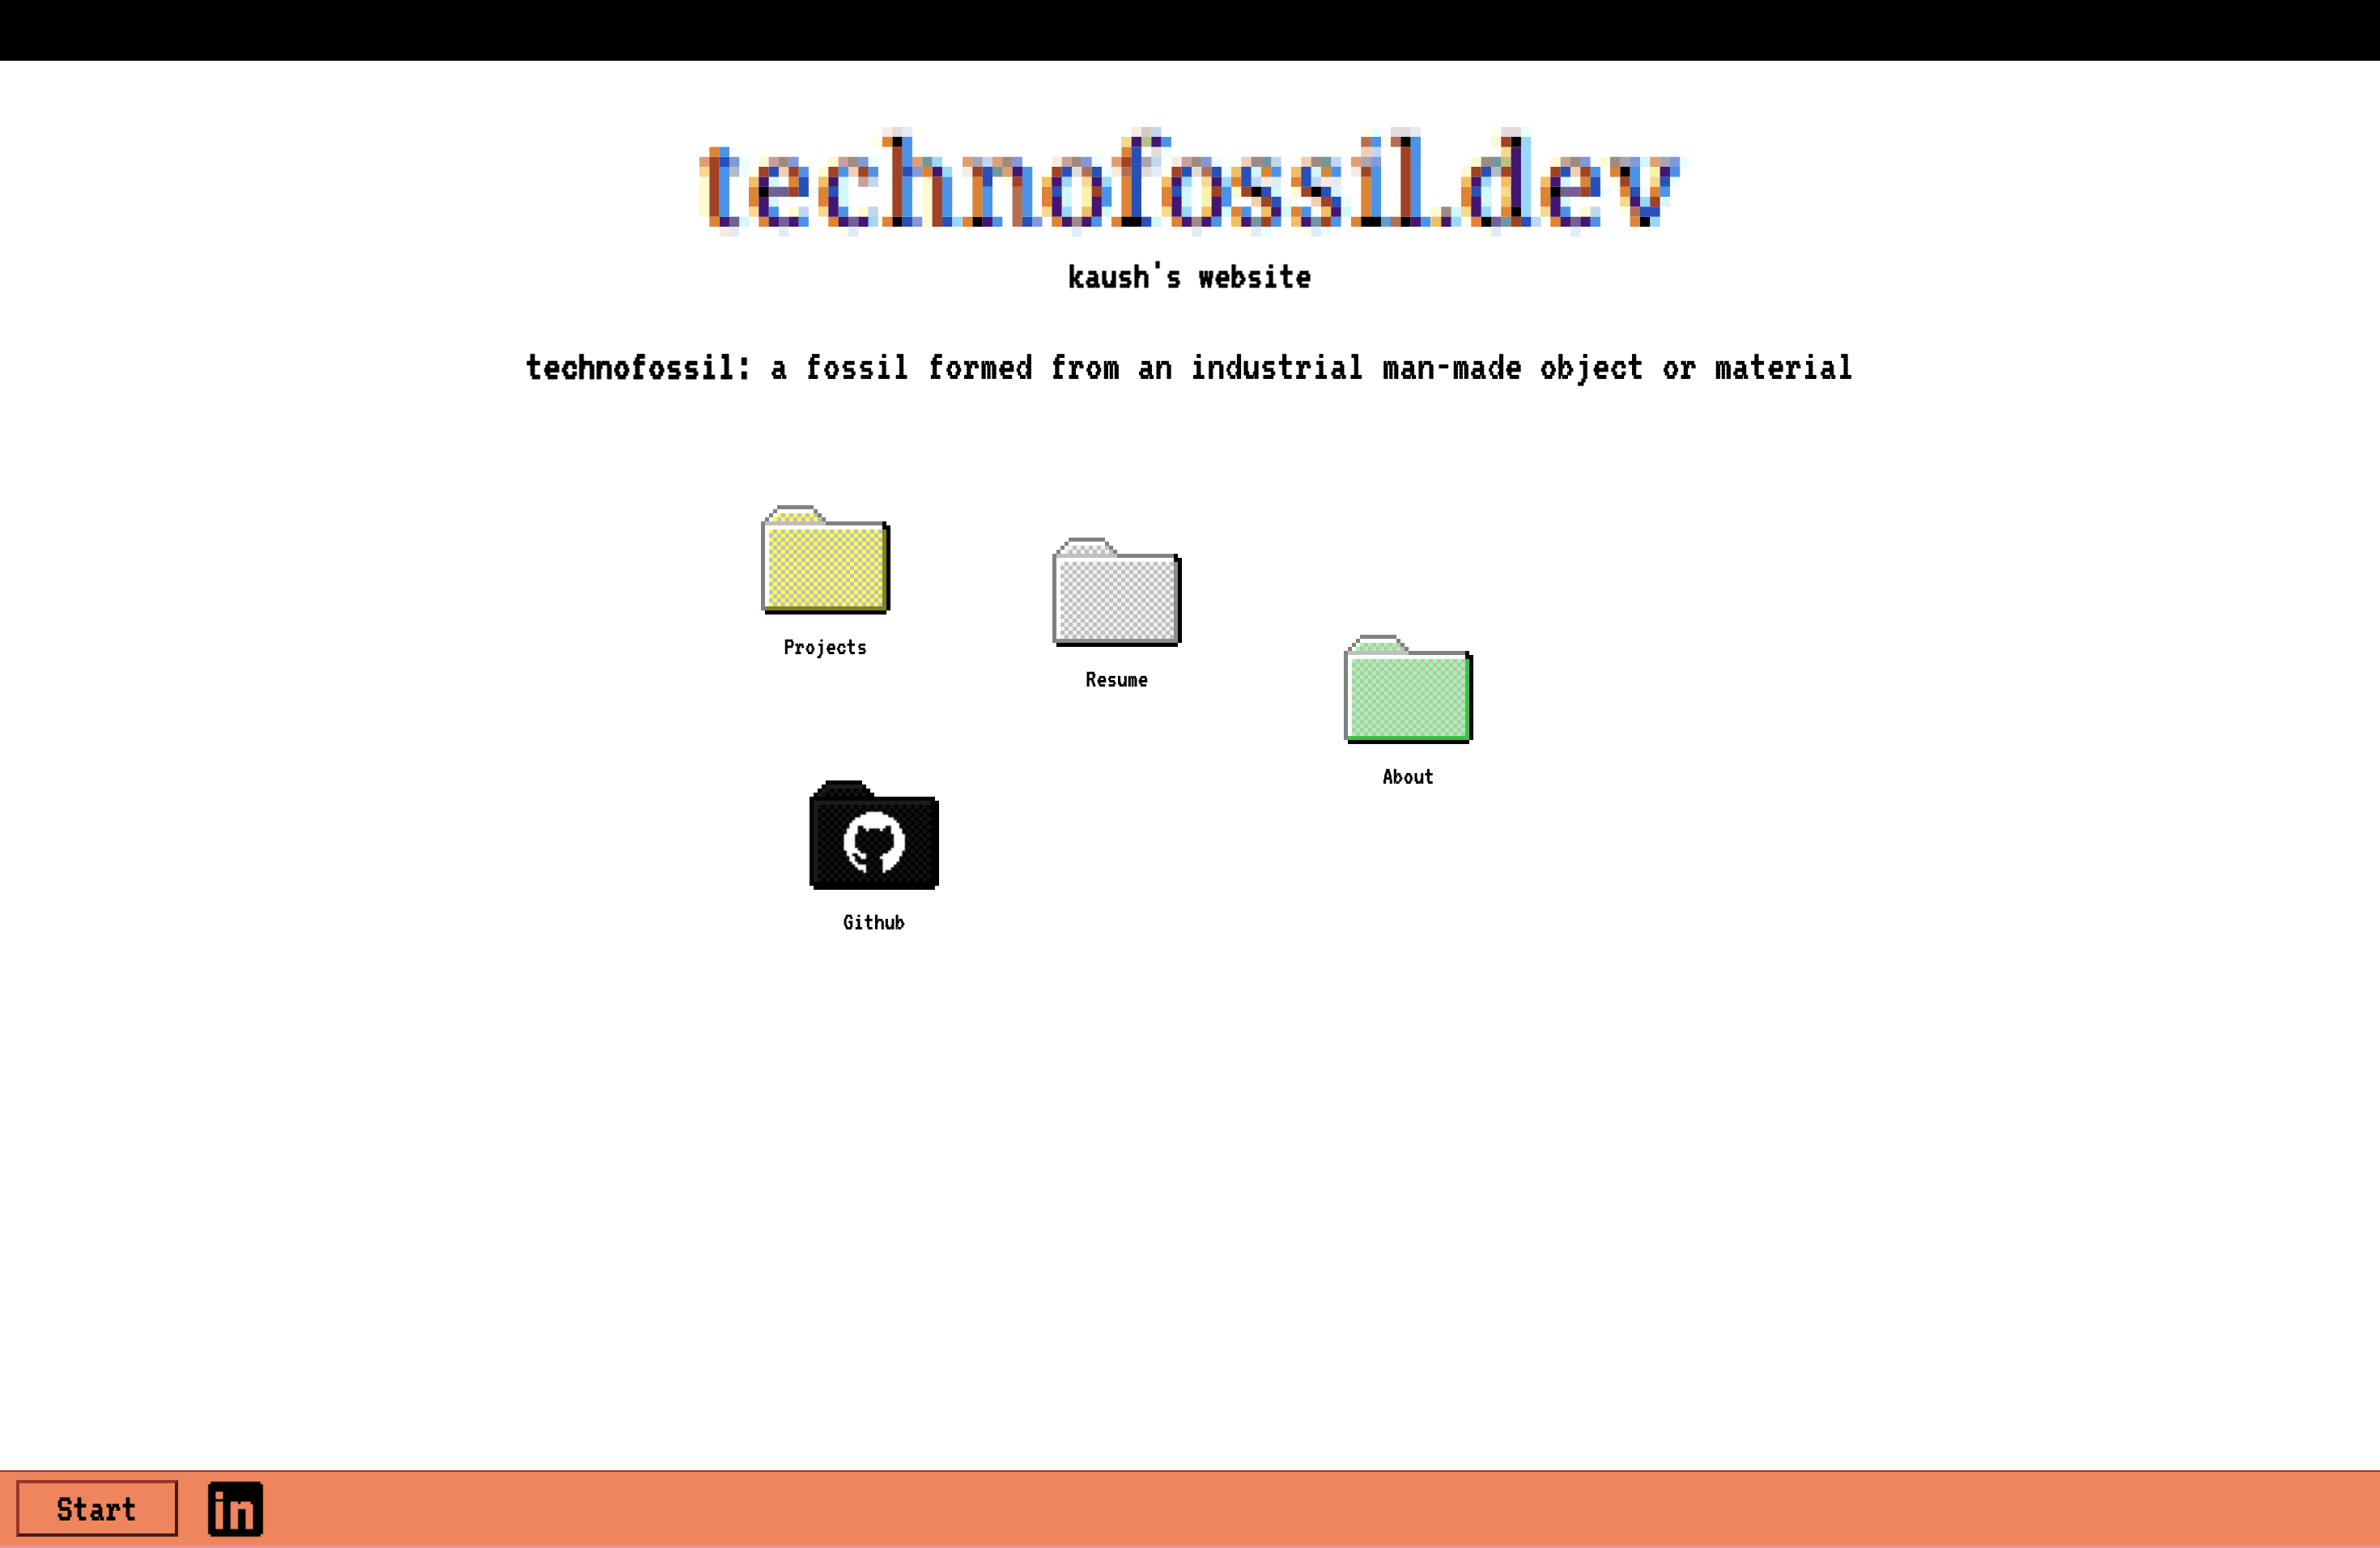 technofossil.dev
kaush's website
technofossil: a fossil formed from an industrial man-made object or material
Projects
Resume
About
Github
Start
in